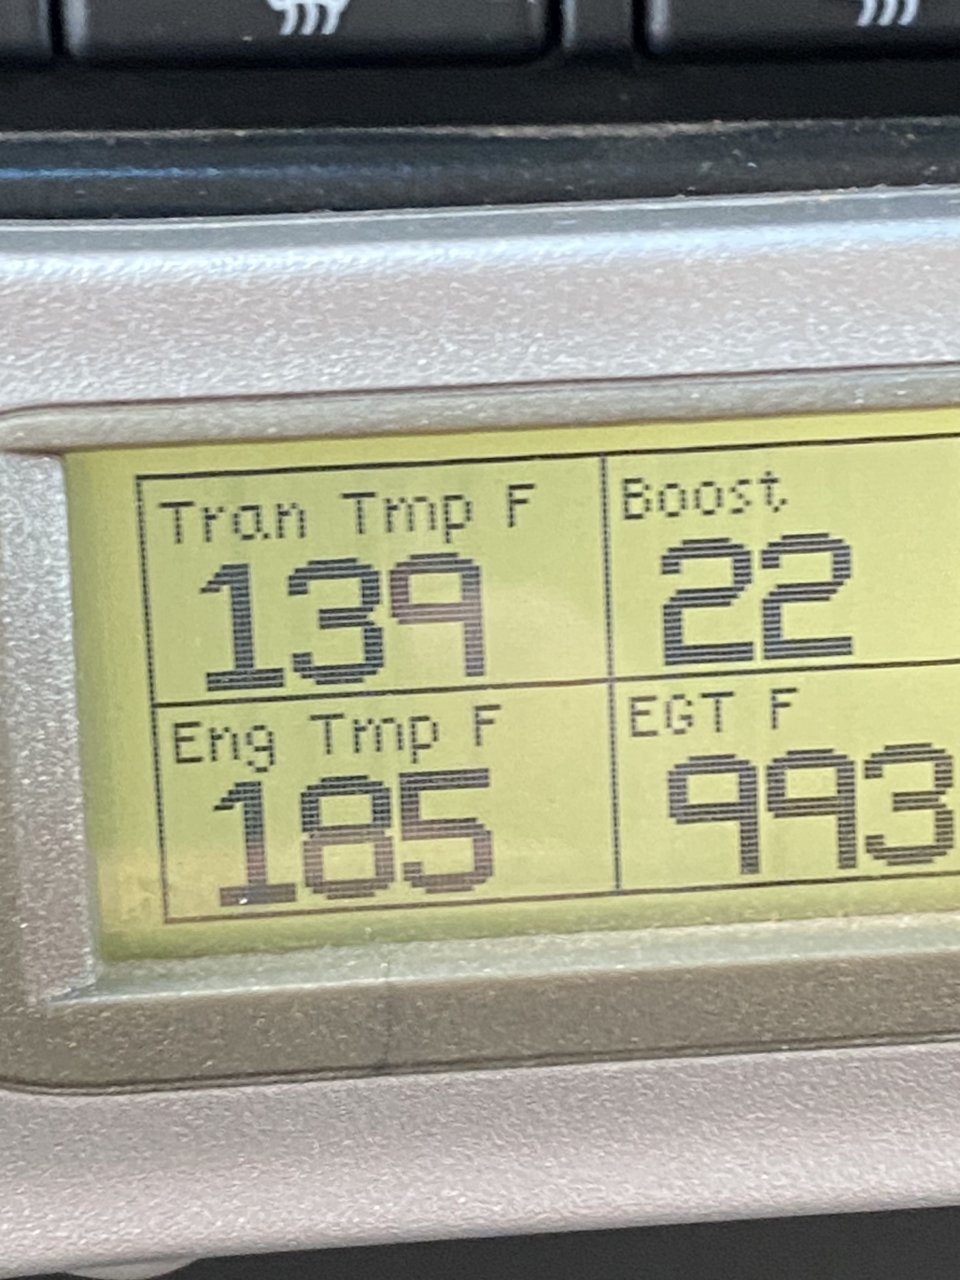 Tran Tmp F
139
Boost
22
Eng Tmp F
185
EGT F
993